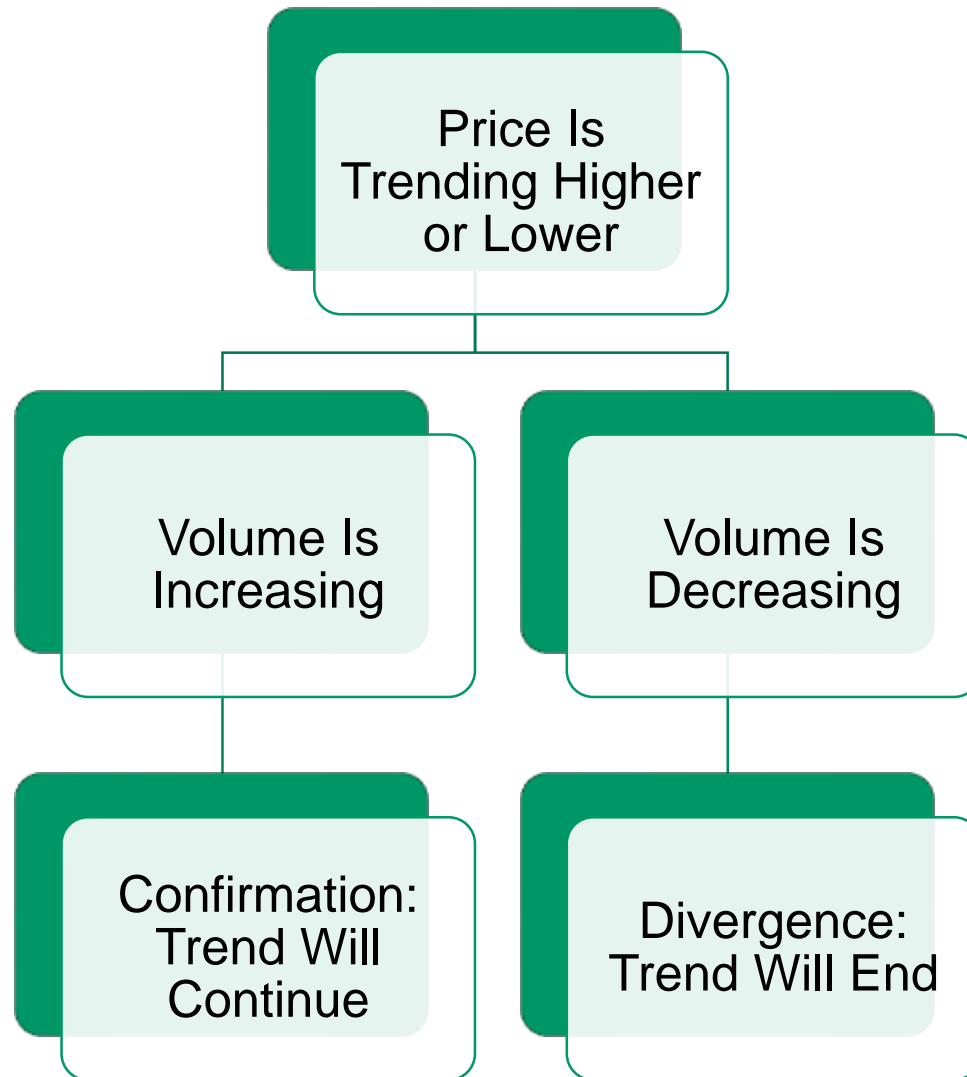 Price Is
Trending Higher
or Lower
Volume Is
Increasing
Volume Is
Decreasing
Confirmation:
Trend Will
Continue
Divergence:
Trend Will End